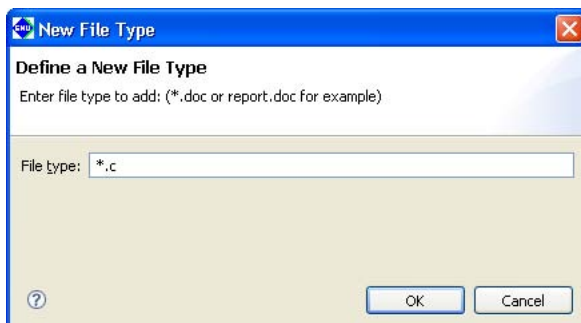 GNU New File Type
Define a New File Type
Enter file type to add: (*.doc or report.doc for example)
File type: *.c
?
OK Cancel